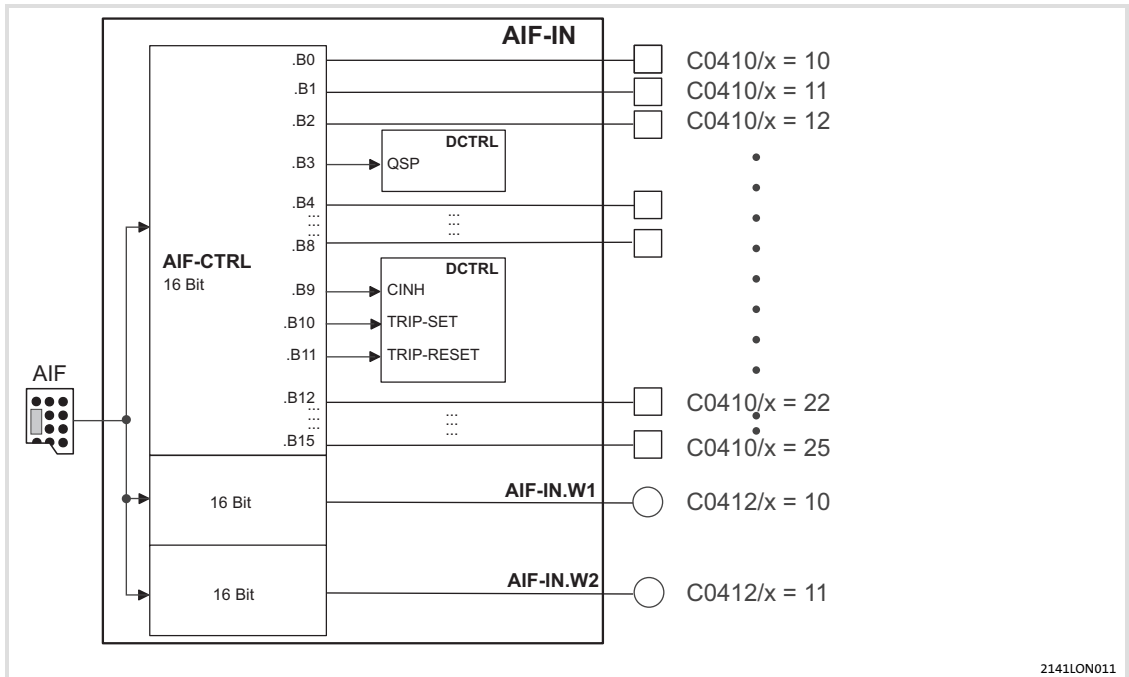 AIF-IN
.B0
C0410/x = 10
.B1
C0410/x = 11
.B2
C0410/x = 12
DCTRL
.B3
QSP
.B4
...
...
...
...
.B8
DCTRL
AIF-CTRL
16 Bit
.B9
CINH
.B10
TRIP-SET
.B11
TRIP-RESET
AIF
.B12
C0410/x = 22
...
...
...
...
.B15
C0410/x = 25
16 Bit
AIF-IN.W1
C0412/x = 10
16 Bit
AIF-IN.W2
C0412/x = 11
2141LON011